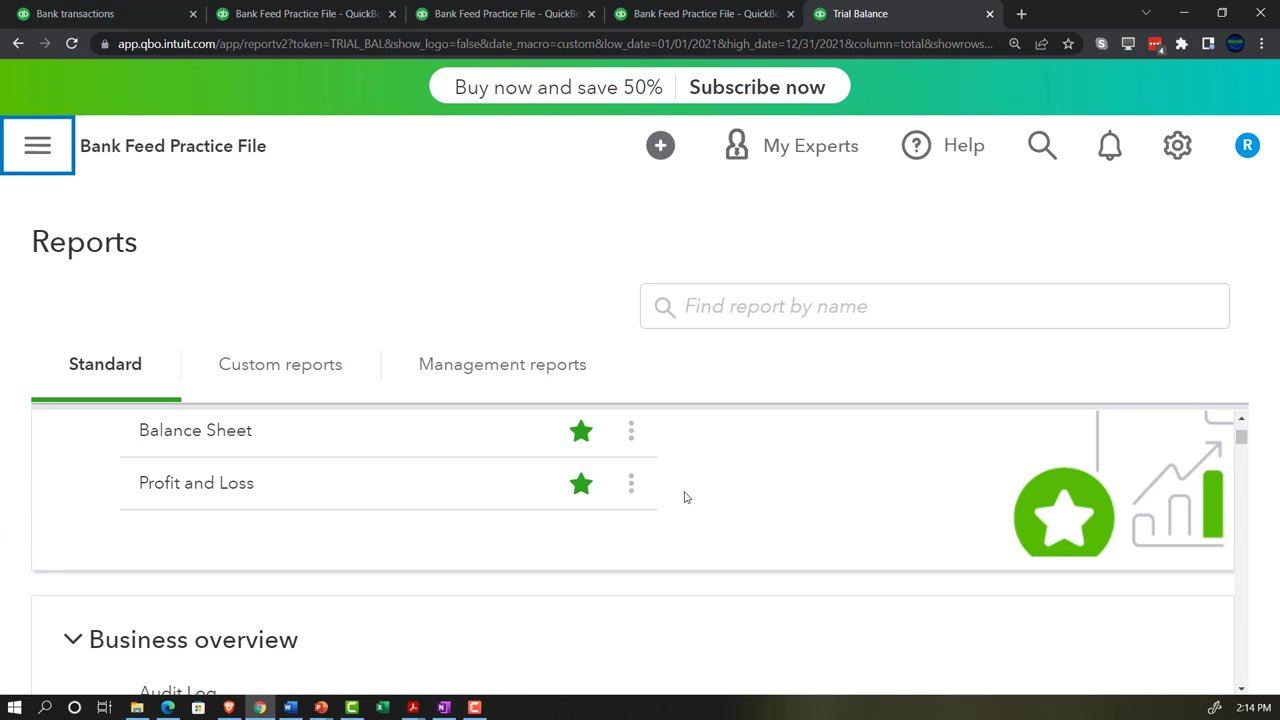 Bank transactions
Bank Feed Practice File - QuickBo
Bank Feed Practice File - QuickBo
Bank Feed Practice File - QuickBo
Trial Balance
app.qbo.intuit.com/app/reportv2?token=TRIAL_BAL&show_logo=false&date_macro=custom&low_date=01/01/2021&high_date=12/31/2021&column=total&showrows...
4
Buy now and save 50% Subscribe now
Bank Feed Practice File
My Experts
Help
R
Reports
Find report by name
Standard
Custom reports
Management reports
Balance Sheet
Profit and Loss
Business overview
Audit Log
2:14 PM